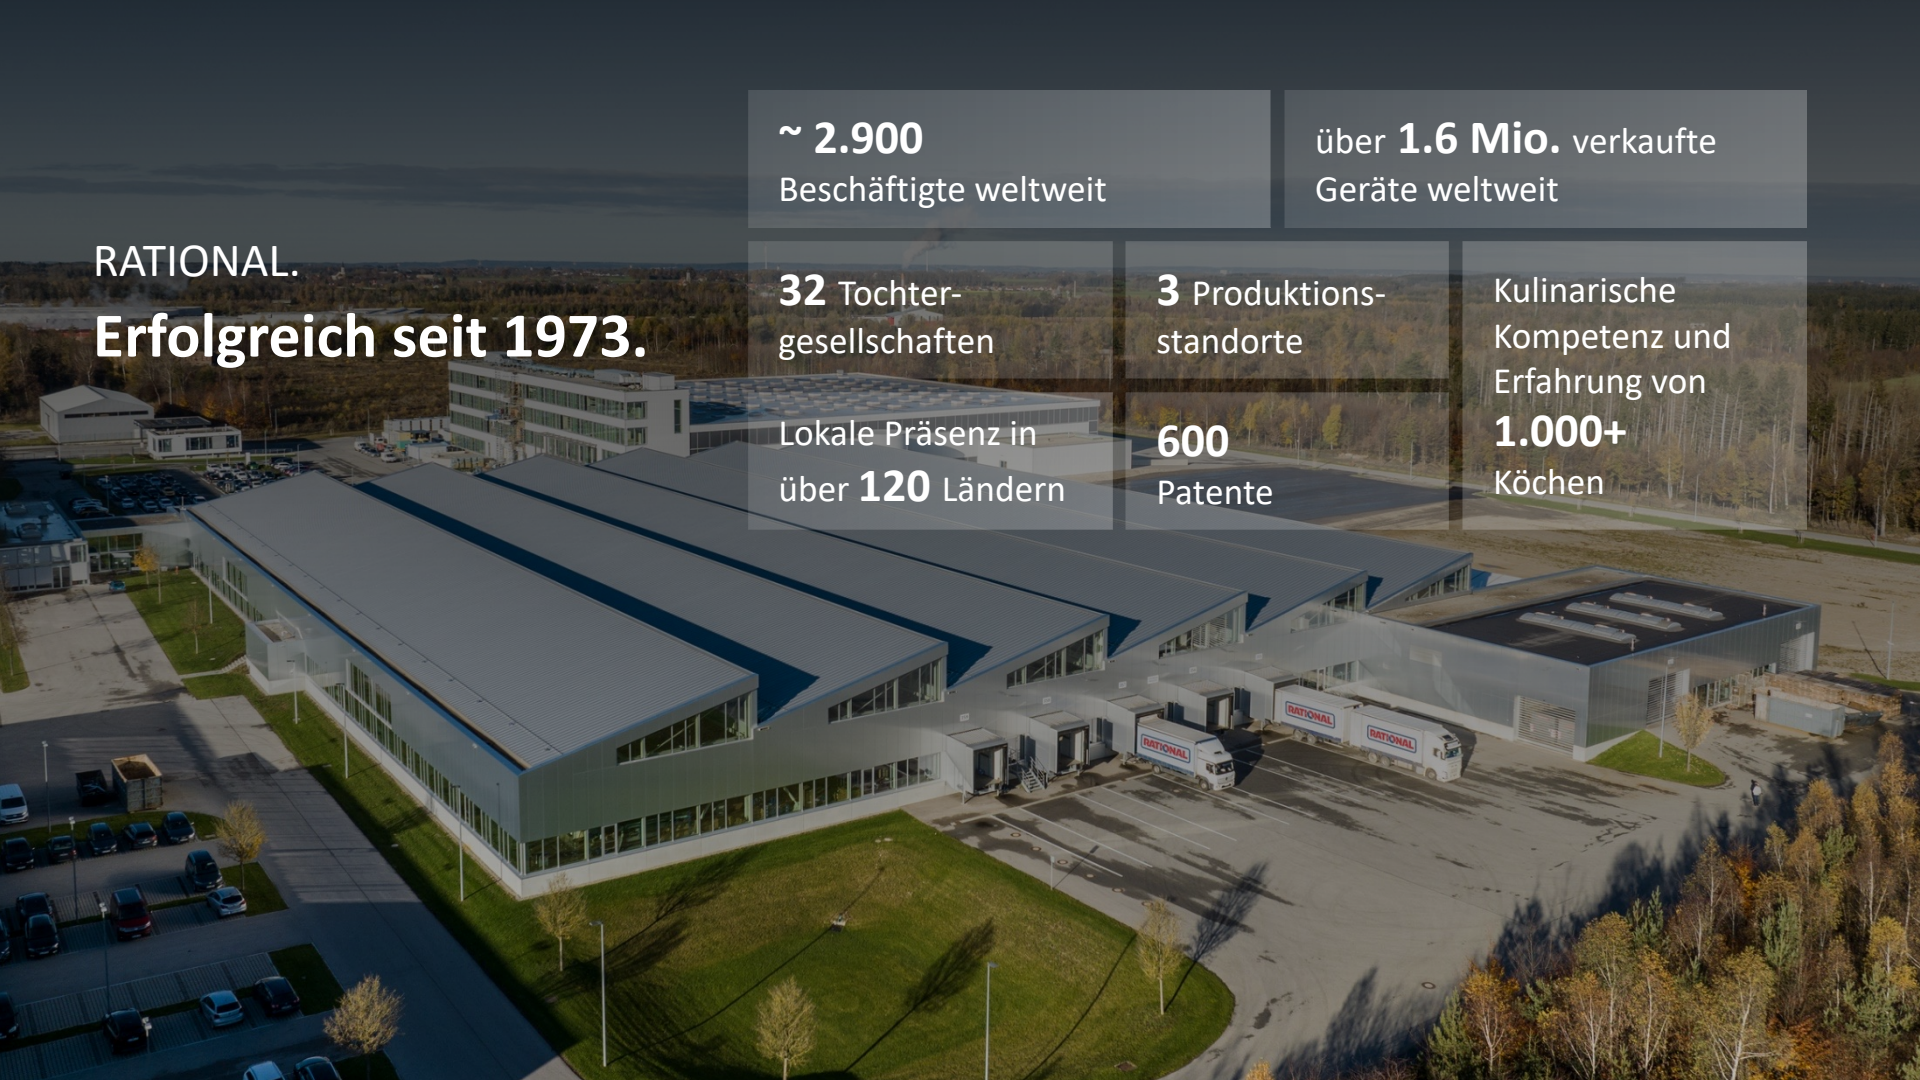 RATIONAL.
Erfolgreich seit 1973.
~ 2.900
Beschäftigte weltweit
über 1.6 Mio. verkaufte
Geräte weltweit
32 Tochter-
gesellschaften
3 Produktions-
standorte
Kulinarische
Kompetenz und
Erfahrung von
1.000+
Köchen
Lokale Präsenz in
über 120 Ländern
600
Patente
RATIONAL
RATIONAL
RATIONAL